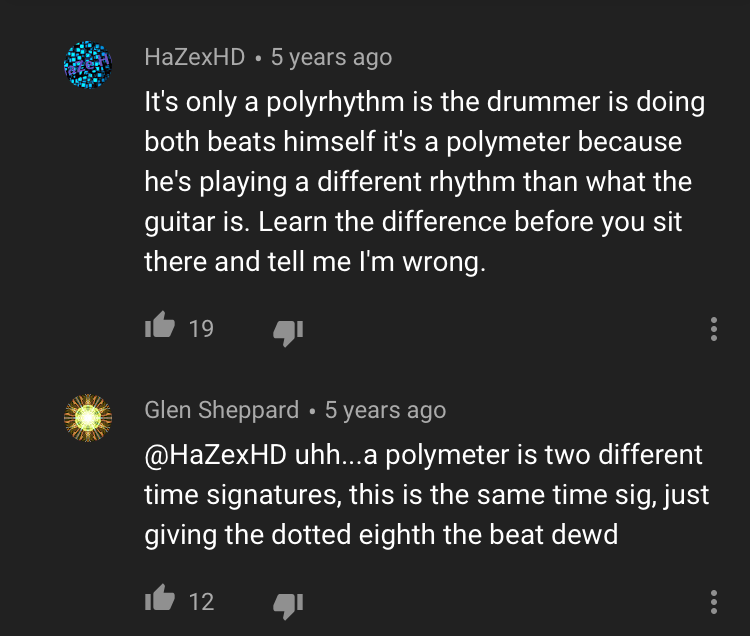 HaZexHD • 5 years ago
It's only a polyrhythm is the drummer is doing
both beats himself it's a polymeter because
he's playing a different rhythm than what the
guitar is. Learn the difference before you sit
there and tell me I'm wrong.
19
Glen Sheppard • 5 years ago
@HaZexHD uhh...a polymeter is two different
time signatures, this is the same time sig, just
giving the dotted eighth the beat dewd
12